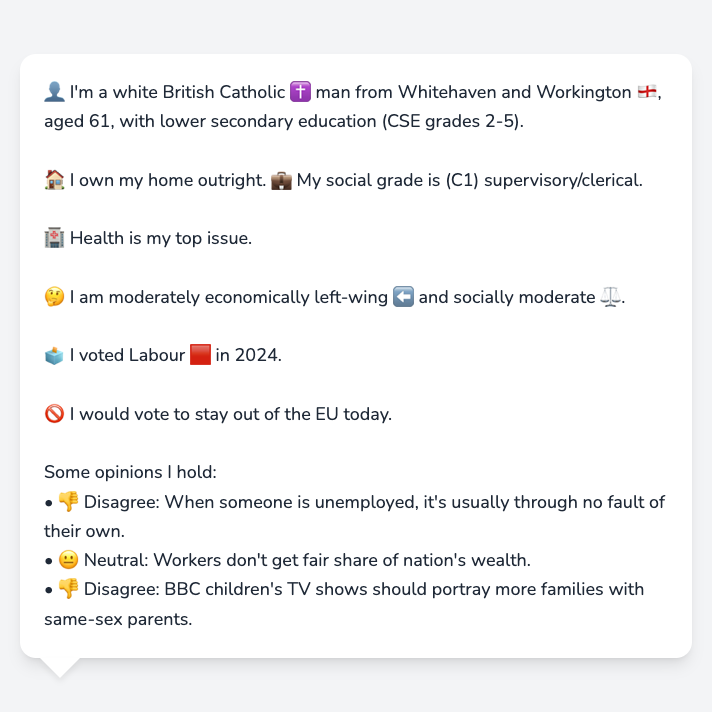 👤 I'm a white British Catholic ✝️ man from Whitehaven and Workington 🏴󠁧󠁢󠁥󠁮󠁧󠁿,
aged 61, with lower secondary education (CSE grades 2-5).
🏠 I own my home outright. 💼 My social grade is (C1) supervisory/clerical.
🏥 Health is my top issue.
🤔 I am moderately economically left-wing ⬅️ and socially moderate ⚖️.
🗳️ I voted Labour 🟥 in 2024.
🚫 I would vote to stay out of the EU today.
Some opinions I hold:
• 👎 Disagree: When someone is unemployed, it's usually through no fault of
their own.
• 😐 Neutral: Workers don't get fair share of nation's wealth.
• 👎 Disagree: BBC children's TV shows should portray more families with
same-sex parents.